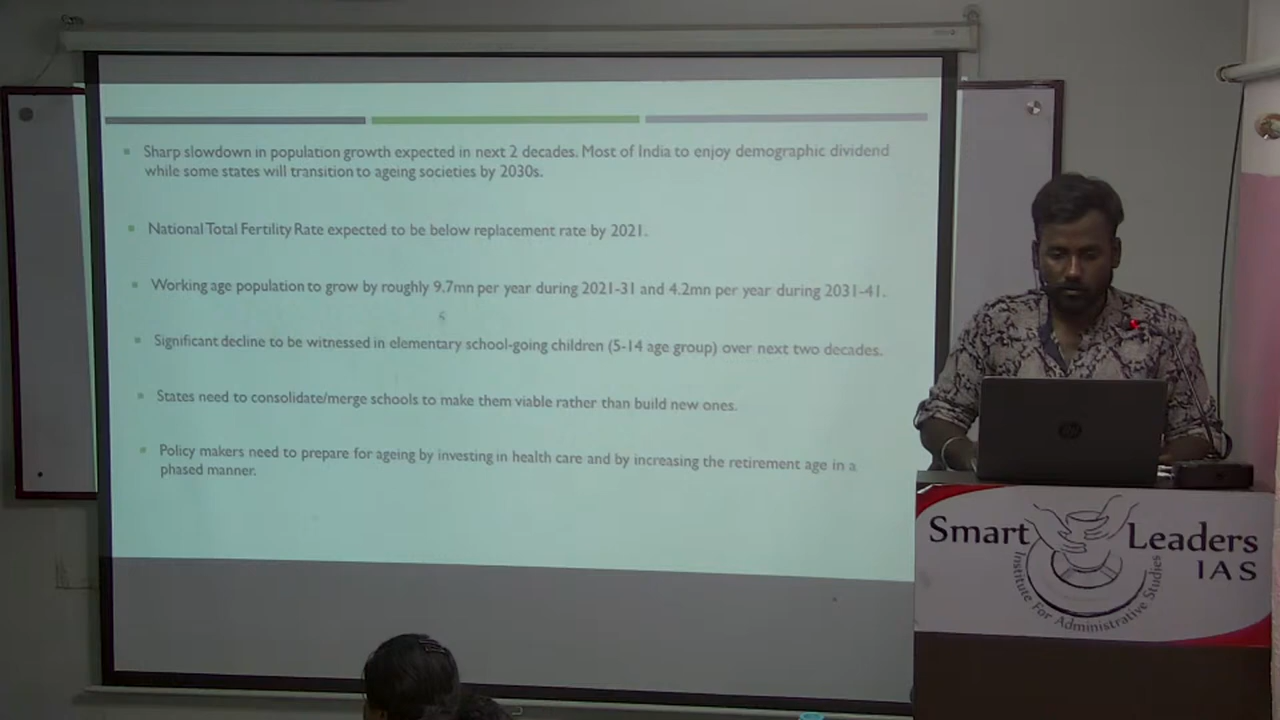 Sharp slowdown in population growth expected in next 2 decades. Most of India to enjoy demographic dividend
while some states will transition to ageing societies by 2030s.
National Total Fertility Rate expected to be below replacement rate by 2021.
Working age population to grow by roughly 9.7mn per year during 2021-31 and 4.2mn per year during 2031-41.
Significant decline to be witnessed in elementary school-going children (5-14 age group) over next two decades.
States need to consolidate/merge schools to make them viable rather than build new ones.
Policy makers need to prepare for ageing by investing in health care and by increasing the retirement age in a
phased manner.
Smart Leaders
IAS
Institute For Administrative Studies
hp